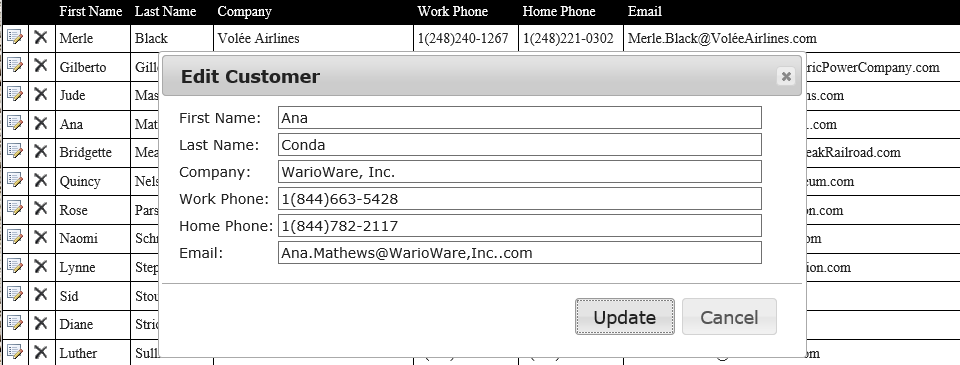 First Name Last Name Company Work Phone Home Phone Email
Merle Black Volée Airlines 1(248)240-1267 1(248)221-0302 Merle.Black@VoléeAirlines.com
Gilberto Gill ricPowerCompany.com
Edit Customer
Jude Mas ns.com
First Name: Ana
Ana Mat .com
Last Name: Conda
Bridgette Mea eakRailroad.com
Company: WarioWare, Inc.
Quincy Nels eum.com
Work Phone: 1(844)663-5428
Rose Pars on.com
Home Phone: 1(844)782-2117
Naomi Schr om
Email: Ana.Mathews@WarioWare,Inc..com
Lynne Step ion.com
Sid Stou
Diane Stric
Update Cancel
Luther Sulli om